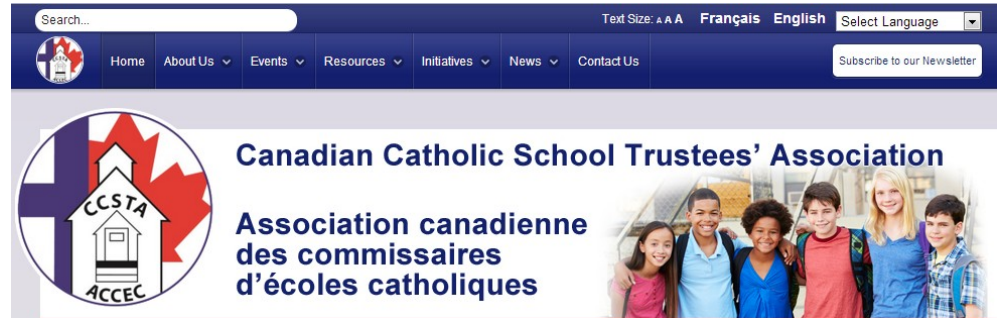 Search...
Text Size: A A A Français English Select Language
Home About Us Events Resources Initiatives News Contact Us
Subscribe to our Newsletter
CCSTA
ACCEC
Canadian Catholic School Trustees' Association
Association canadienne
des commissaires
d'écoles catholiques